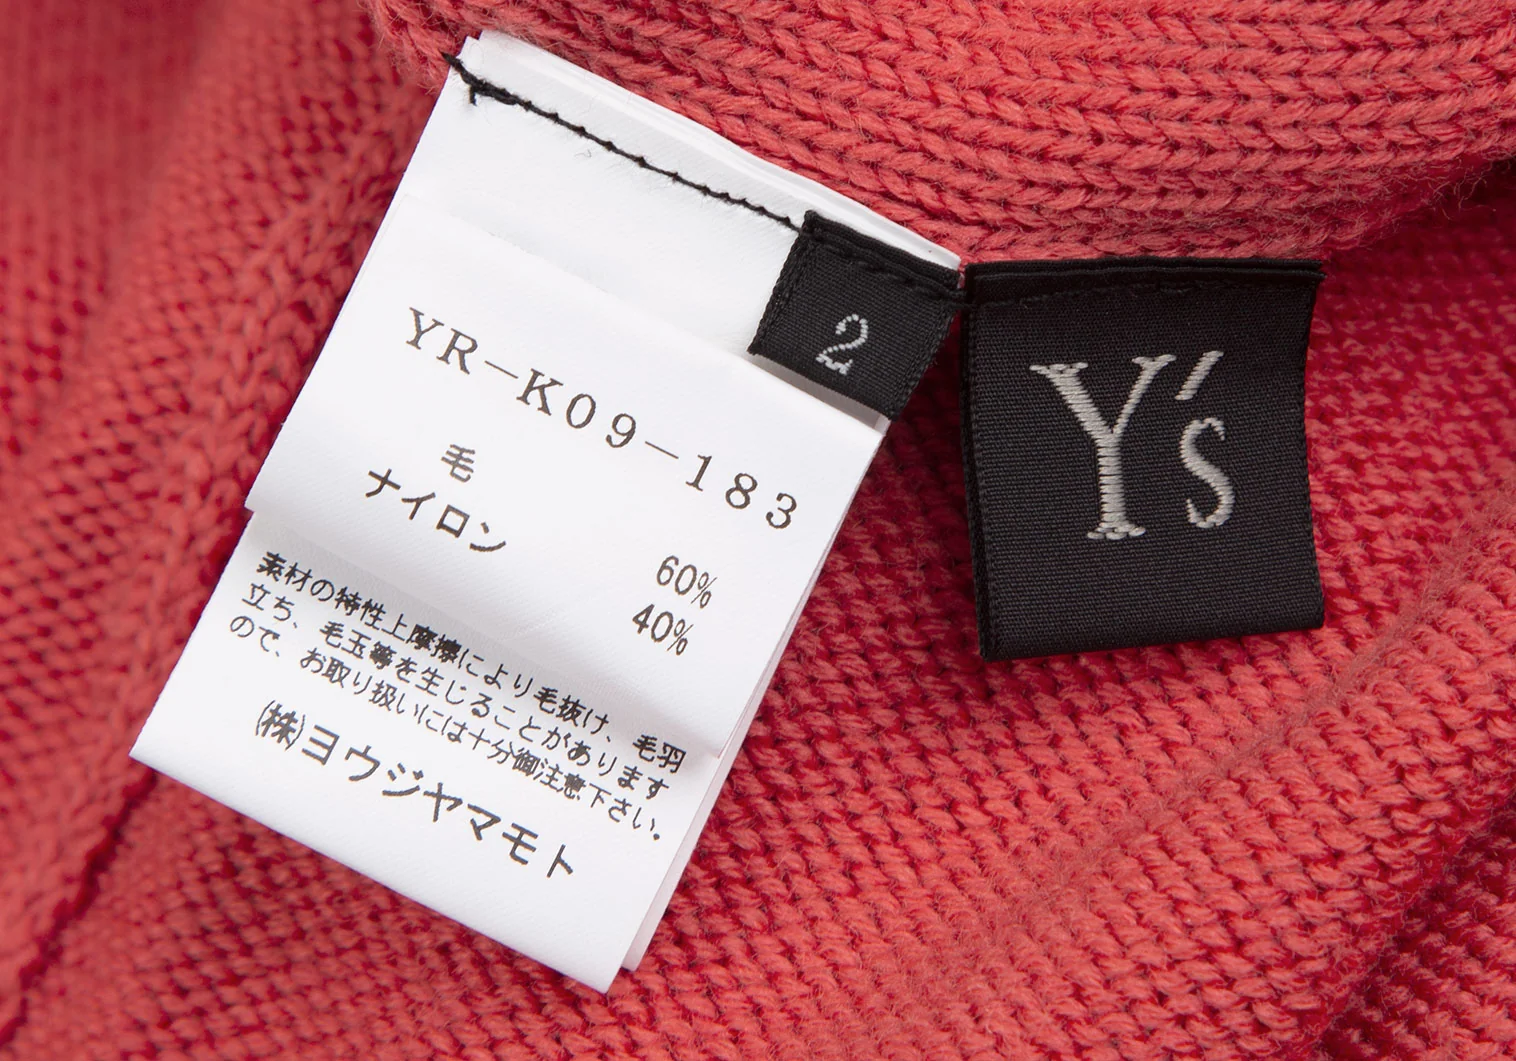 2
Y's
YR-K09-183
毛 60%
ナイロン 40%
素材の特性上摩擦により毛抜け、毛羽
立ち、毛玉等を生じることがあります
ので、お取り扱いには十分御注意下さい。
(株)ヨウジヤマモト